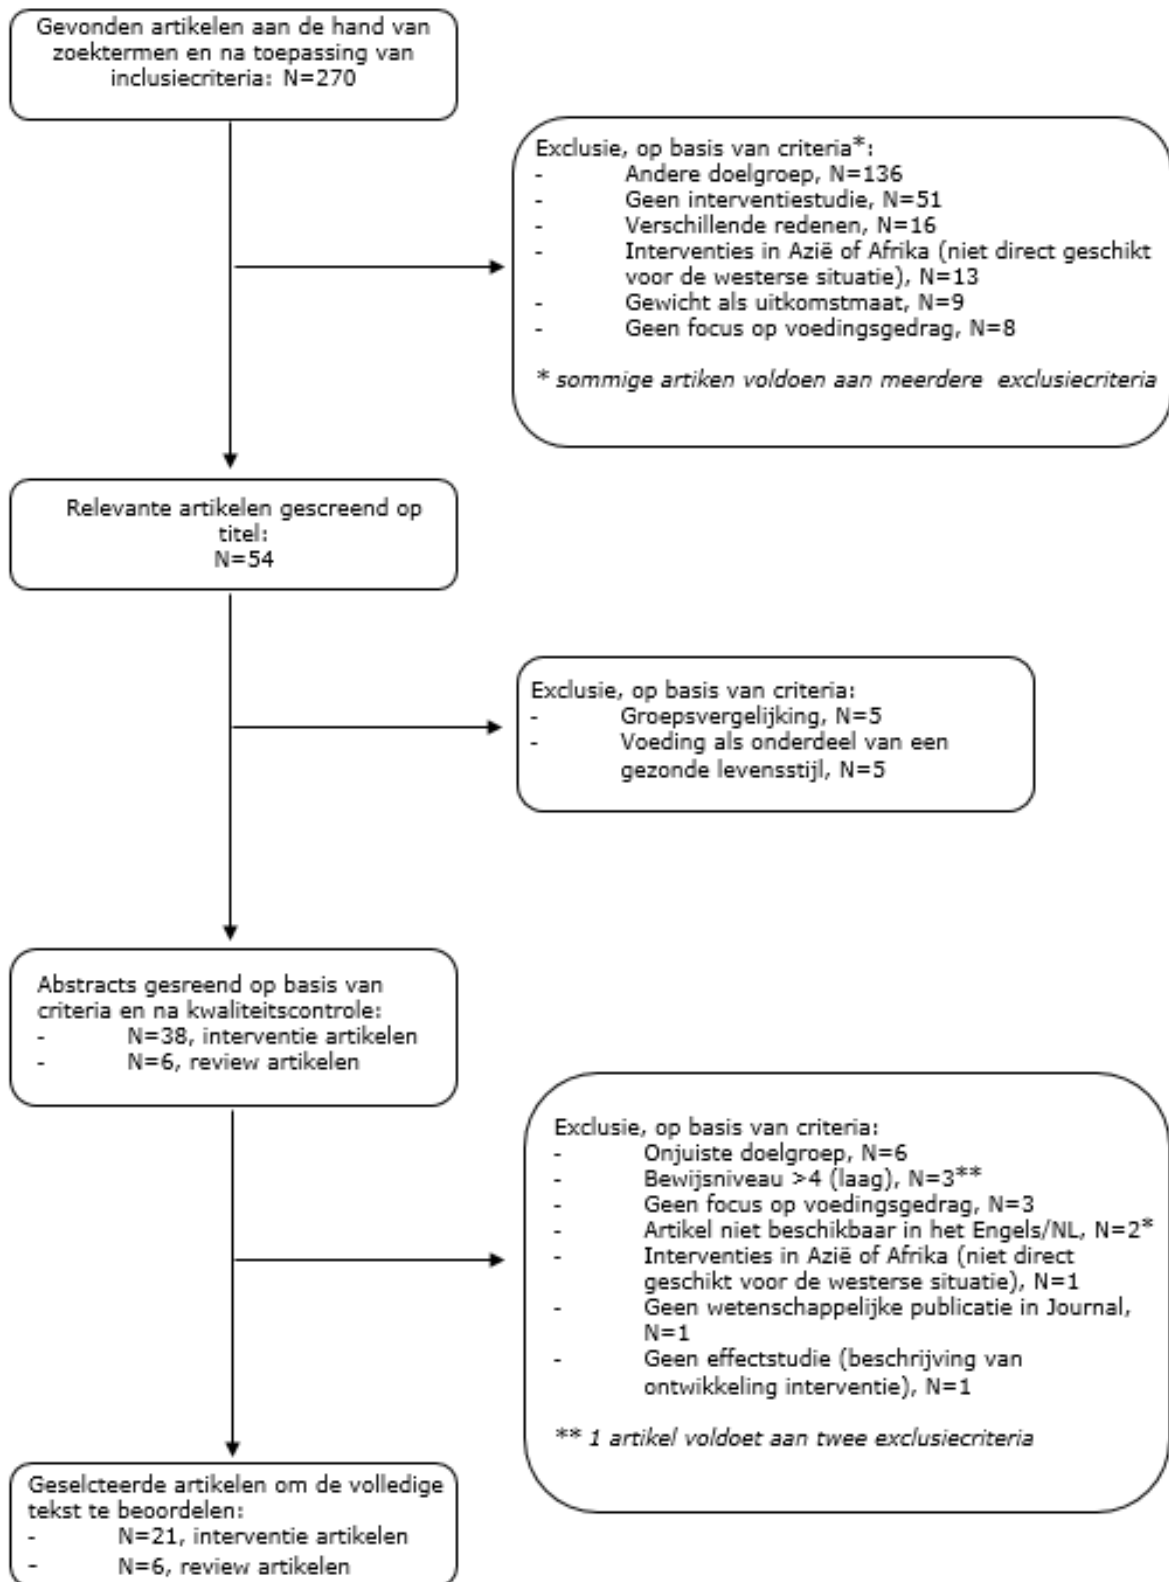 Gevonden artikelen aan de hand van
zoektermen en na toepassing van
inclusiecriteria: N=270
Exclusie, op basis van criteria*:
- Andere doelgroep, N=136
- Geen interventiestudie, N=51
- Verschillende redenen, N=16
- Interventies in Azië of Afrika (niet direct geschikt
voor de westerse situatie), N=13
- Gewicht als uitkomstmaat, N=9
- Geen focus op voedingsgedrag, N=8
* sommige artiken voldoen aan meerdere exclusiecriteria
Relevante artikelen gescreend op
titel:
N=54
Exclusie, op basis van criteria:
- Groepsvergelijking, N=5
- Voeding als onderdeel van een
gezonde levensstijl, N=5
Abstracts gesreend op basis van
criteria en na kwaliteitscontrole:
- N=38, interventie artikelen
- N=6, review artikelen
Exclusie, op basis van criteria:
- Onjuiste doelgroep, N=6
- Bewijsniveau >4 (laag), N=3**
- Geen focus op voedingsgedrag, N=3
- Artikel niet beschikbaar in het Engels/NL, N=2*
- Interventies in Azië of Afrika (niet direct
geschikt voor de westerse situatie), N=1
- Geen wetenschappelijke publicatie in Journal,
N=1
- Geen effectstudie (beschrijving van
ontwikkeling interventie), N=1
** 1 artikel voldoet aan twee exclusiecriteria
Geselcteerde artikelen om de volledige
tekst te beoordelen:
- N=21, interventie artikelen
- N=6, review artikelen